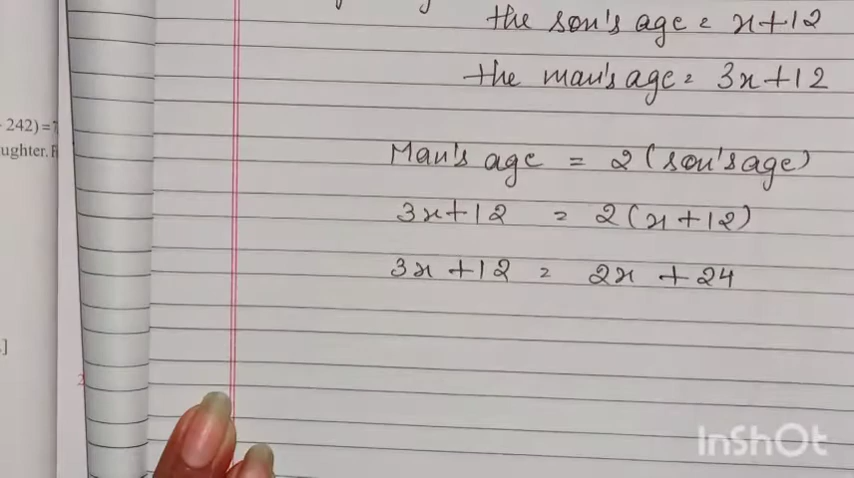 the son's age = x+12
the man's age = 3x+12
Man's age = 2(son's age)
3x+12 = 2(x+12)
3x+12 = 2x + 24
242)=
ughter.
]
2
InShOt